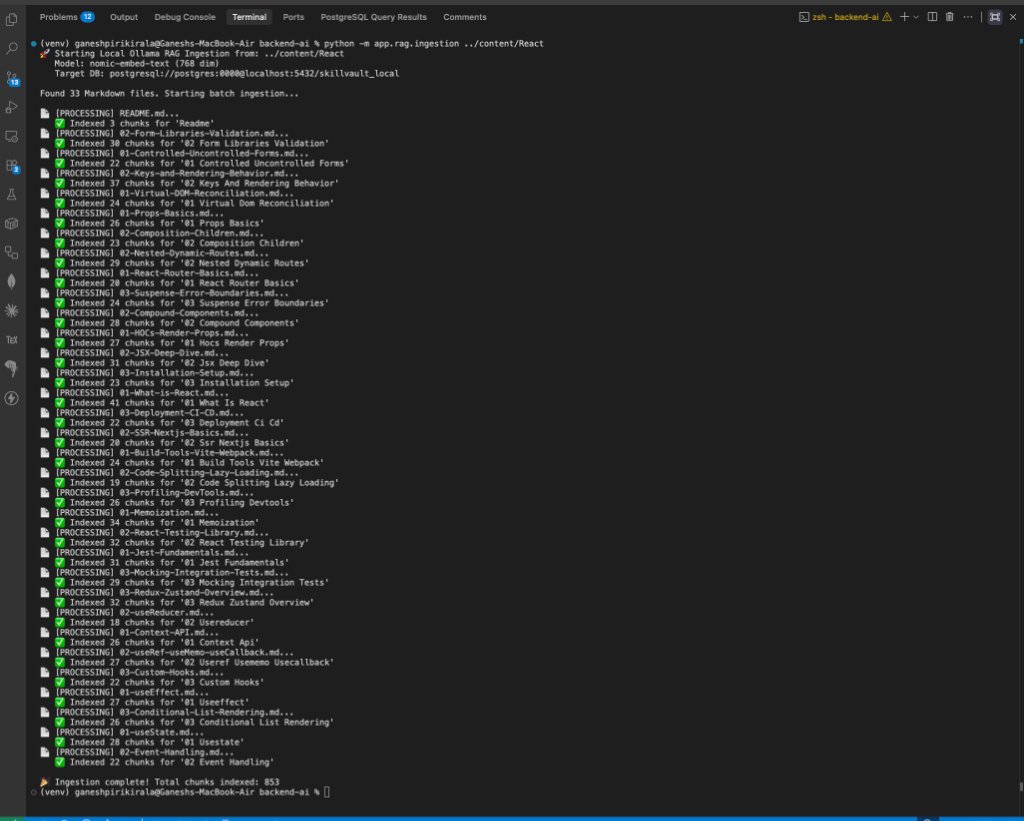 Problems 12 Output Debug Console Terminal Ports PostgreSQL Query Results Comments zsh - backend-ai
(venv) ganeshpirikirala@Ganeshs-MacBook-Air backend-ai % python -m app.rag.ingestion ../content/React
🚀 Starting Local Ollama RAG Ingestion from: ../content/React
Model: nomic-embed-text (768 dim)
Target DB: postgresql://postgres:0000@localhost:5432/skillvault_local
Found 33 Markdown files. Starting batch ingestion...
📄 [PROCESSING] README.md...
✅ Indexed 3 chunks for 'Readme'
📄 [PROCESSING] 02-Form-Libraries-Validation.md...
✅ Indexed 30 chunks for '02 Form Libraries Validation'
📄 [PROCESSING] 01-Controlled-Uncontrolled-Forms.md...
✅ Indexed 22 chunks for '01 Controlled Uncontrolled Forms'
📄 [PROCESSING] 02-Keys-and-Rendering-Behavior.md...
✅ Indexed 37 chunks for '02 Keys And Rendering Behavior'
📄 [PROCESSING] 01-Virtual-DOM-Reconciliation.md...
✅ Indexed 24 chunks for '01 Virtual Dom Reconciliation'
📄 [PROCESSING] 01-Props-Basics.md...
✅ Indexed 26 chunks for '01 Props Basics'
📄 [PROCESSING] 02-Composition-Children.md...
✅ Indexed 23 chunks for '02 Composition Children'
📄 [PROCESSING] 02-Nested-Dynamic-Routes.md...
✅ Indexed 29 chunks for '02 Nested Dynamic Routes'
📄 [PROCESSING] 01-React-Router-Basics.md...
✅ Indexed 20 chunks for '01 React Router Basics'
📄 [PROCESSING] 03-Suspense-Error-Boundaries.md...
✅ Indexed 24 chunks for '03 Suspense Error Boundaries'
📄 [PROCESSING] 02-Compound-Components.md...
✅ Indexed 28 chunks for '02 Compound Components'
📄 [PROCESSING] 01-HOCs-Render-Props.md...
✅ Indexed 27 chunks for '01 Hocs Render Props'
📄 [PROCESSING] 02-JSX-Deep-Dive.md...
✅ Indexed 31 chunks for '02 Jsx Deep Dive'
📄 [PROCESSING] 03-Installation-Setup.md...
✅ Indexed 23 chunks for '03 Installation Setup'
📄 [PROCESSING] 01-What-is-React.md...
✅ Indexed 41 chunks for '01 What Is React'
📄 [PROCESSING] 03-Deployment-CI-CD.md...
✅ Indexed 22 chunks for '03 Deployment Ci Cd'
📄 [PROCESSING] 02-SSR-Nextjs-Basics.md...
✅ Indexed 20 chunks for '02 Ssr Nextjs Basics'
📄 [PROCESSING] 01-Build-Tools-Vite-Webpack.md...
✅ Indexed 24 chunks for '01 Build Tools Vite Webpack'
📄 [PROCESSING] 02-Code-Splitting-Lazy-Loading.md...
✅ Indexed 19 chunks for '02 Code Splitting Lazy Loading'
📄 [PROCESSING] 03-Profiling-DevTools.md...
✅ Indexed 26 chunks for '03 Profiling Devtools'
📄 [PROCESSING] 01-Memoization.md...
✅ Indexed 34 chunks for '01 Memoization'
📄 [PROCESSING] 02-React-Testing-Library.md...
✅ Indexed 32 chunks for '02 React Testing Library'
📄 [PROCESSING] 01-Jest-Fundamentals.md...
✅ Indexed 31 chunks for '01 Jest Fundamentals'
📄 [PROCESSING] 03-Mocking-Integration-Tests.md...
✅ Indexed 29 chunks for '03 Mocking Integration Tests'
📄 [PROCESSING] 03-Redux-Zustand-Overview.md...
✅ Indexed 32 chunks for '03 Redux Zustand Overview'
📄 [PROCESSING] 02-useReducer.md...
✅ Indexed 18 chunks for '02 Usereducer'
📄 [PROCESSING] 01-Context-API.md...
✅ Indexed 26 chunks for '01 Context Api'
📄 [PROCESSING] 02-useRef-useMemo-useCallback.md...
✅ Indexed 27 chunks for '02 Useref Usememo Usecallback'
📄 [PROCESSING] 03-Custom-Hooks.md...
✅ Indexed 22 chunks for '03 Custom Hooks'
📄 [PROCESSING] 01-useEffect.md...
✅ Indexed 27 chunks for '01 Useeffect'
📄 [PROCESSING] 03-Conditional-List-Rendering.md...
✅ Indexed 26 chunks for '03 Conditional List Rendering'
📄 [PROCESSING] 01-useState.md...
✅ Indexed 28 chunks for '01 Usestate'
📄 [PROCESSING] 02-Event-Handling.md...
✅ Indexed 22 chunks for '02 Event Handling'
🎉 Ingestion complete! Total chunks indexed: 853
(venv) ganeshpirikirala@Ganeshs-MacBook-Air backend-ai %
13
2
TEX